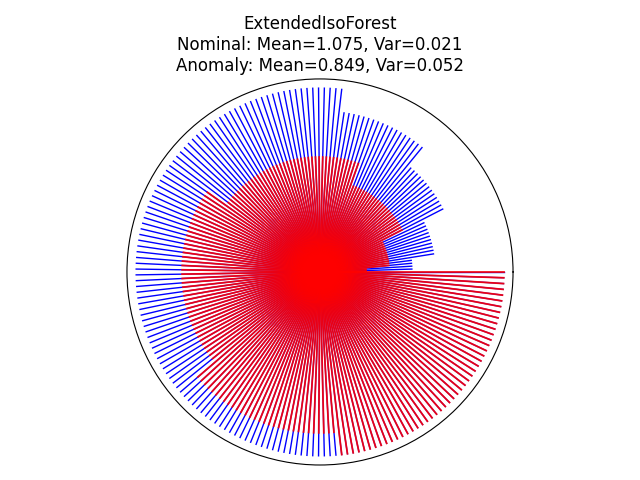 ExtendedIsoForest
Nominal: Mean=1.075, Var=0.021
Anomaly: Mean=0.849, Var=0.052